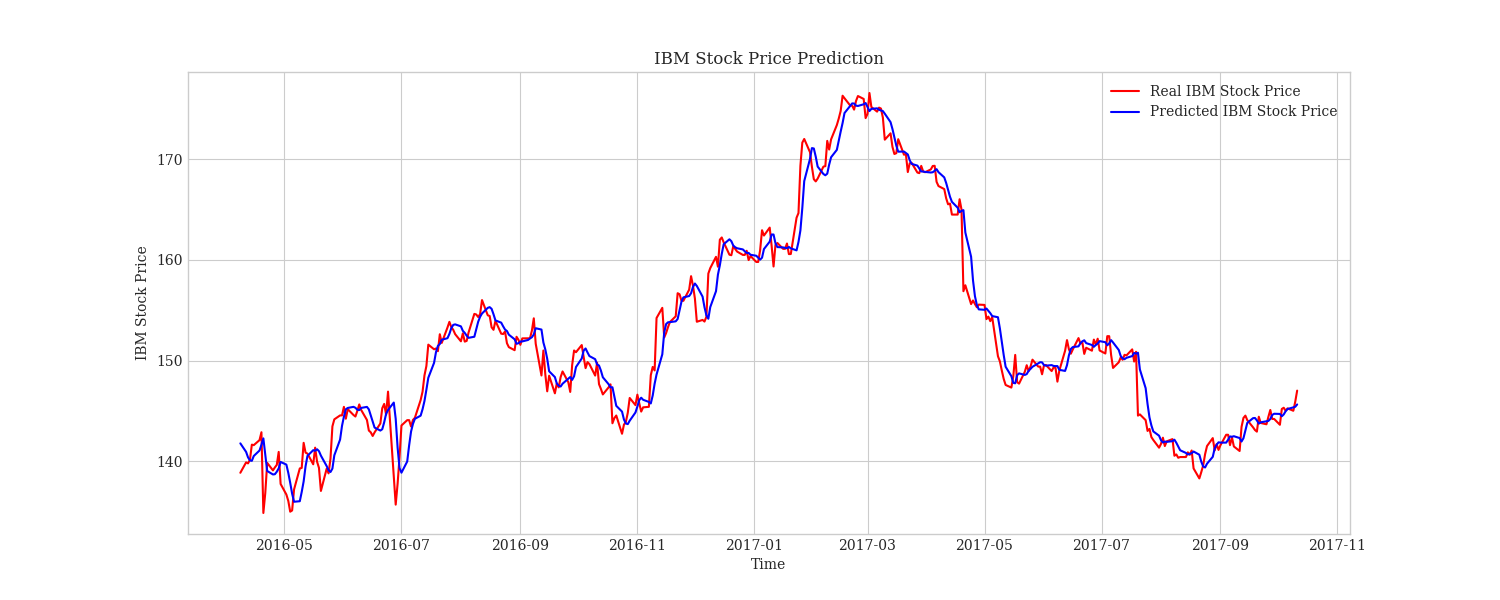 IBM Stock Price Prediction
Real IBM Stock Price
Predicted IBM Stock Price
IBM Stock Price
170
160
150
140
2016-05 2016-07 2016-09 2016-11 2017-01 2017-03 2017-05 2017-07 2017-09 2017-11
Time